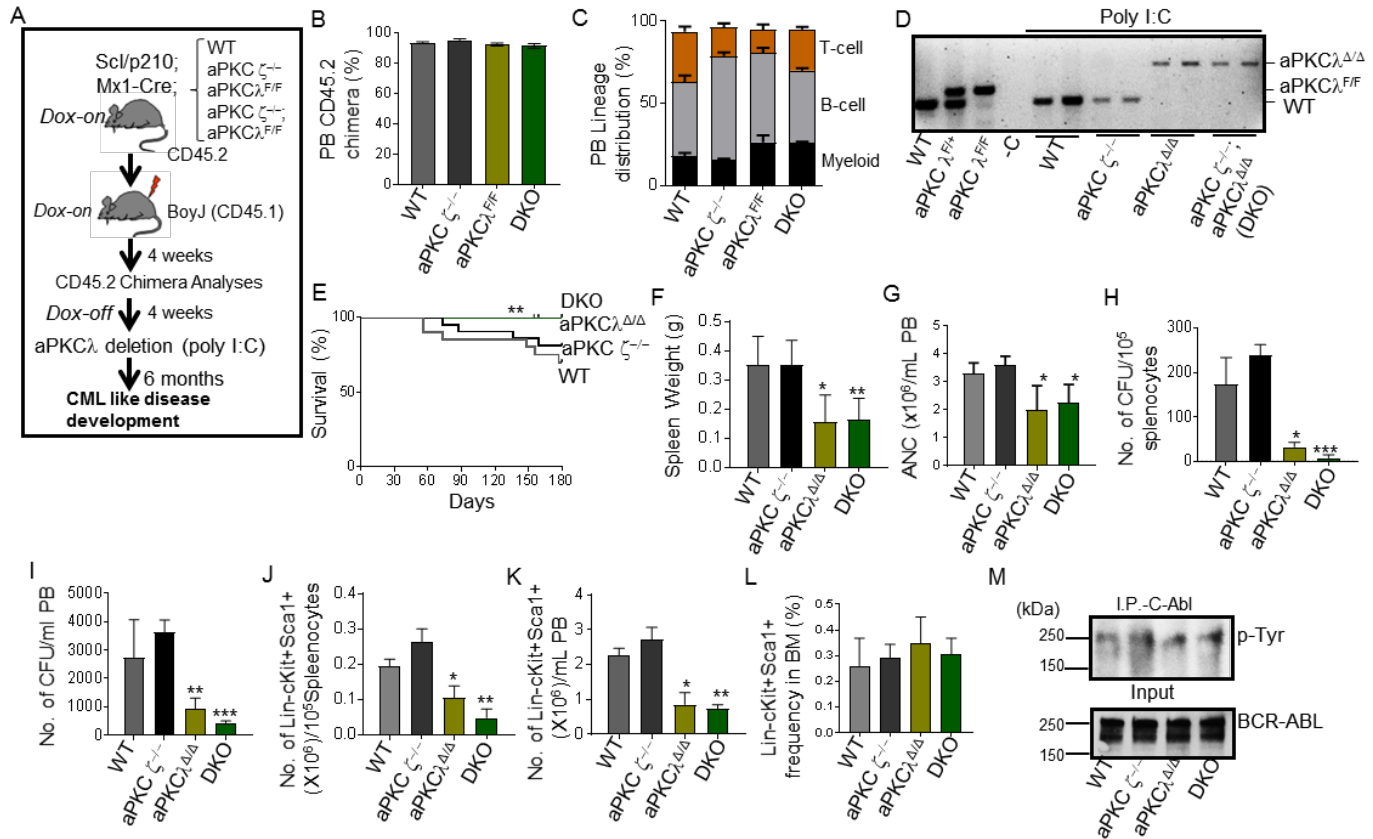 A
Scl/p210;
Mx1-Cre;
WT
aPKC ζ−/−
aPKCλF/F
aPKC ζ−/−;
aPKCλF/F
Dox-on
CD45.2
Dox-on
BoyJ (CD45.1)
4 weeks
CD45.2 Chimera Analyses
Dox-off
4 weeks
aPKCλ deletion (poly I:C)
6 months
CML like disease
development
B
PB CD45.2
chimera (%)
100
80
60
40
20
0
WT
aPKC ζ−/−
aPKCλF/F
DKO
C
PB Lineage
distribution (%)
100
50
0
T-cell
B-cell
Myeloid
WT
aPKC ζ−/−
aPKCλF/F
DKO
D
Poly I:C
aPKCλΔ/Δ
aPKCλF/F
WT
WT
aPKC λF/+
aPKC λF/F
-C
WT
aPKC ζ−/−
aPKCλΔ/Δ
aPKC ζ−/−;
aPKCλΔ/Δ
(DKO)
E
Survival (%)
100
50
0
**
DKO
aPKCλΔ/Δ
aPKC ζ−/−
WT
0 30 60 90 120 150 180
Days
F
Spleen Weight (g)
0.5
0.4
0.3
0.2
0.1
0.0
*
**
WT
aPKC ζ−/−
aPKCλΔ/Δ
DKO
G
ANC (x106/mL PB
5
4
3
2
1
0
*
*
WT
aPKC ζ−/−
aPKCλΔ/Δ
DKO
H
No. of CFU/105
splenocytes
300
200
100
0
*
***
WT
aPKC ζ−/−
aPKCλΔ/Δ
DKO
I
No. of CFU/ml PB
5000
4000
3000
2000
1000
0
**
***
WT
aPKC ζ−/−
aPKCλΔ/Δ
DKO
J
No. of Lin-cKit+Sca1+
(X106)/105Spleenocytes
0.4
0.3
0.2
0.1
0.0
*
**
WT
aPKC ζ−/−
aPKCλΔ/Δ
DKO
K
No. of Lin-cKit+Sca1+
(X106)/mL PB
4
3
2
1
0
*
**
WT
aPKC ζ−/−
aPKCλΔ/Δ
DKO
L
Lin-cKit+Sca1+
frequency in BM (%)
0.5
0.4
0.3
0.2
0.1
0.0
WT
aPKC ζ−/−
aPKCλΔ/Δ
DKO
M
I.P.-C-Abl
(kDa)
250
150
p-Tyr
Input
250
150
BCR-ABL
WT
aPKC ζ−/−
aPKCλΔ/Δ
DKO